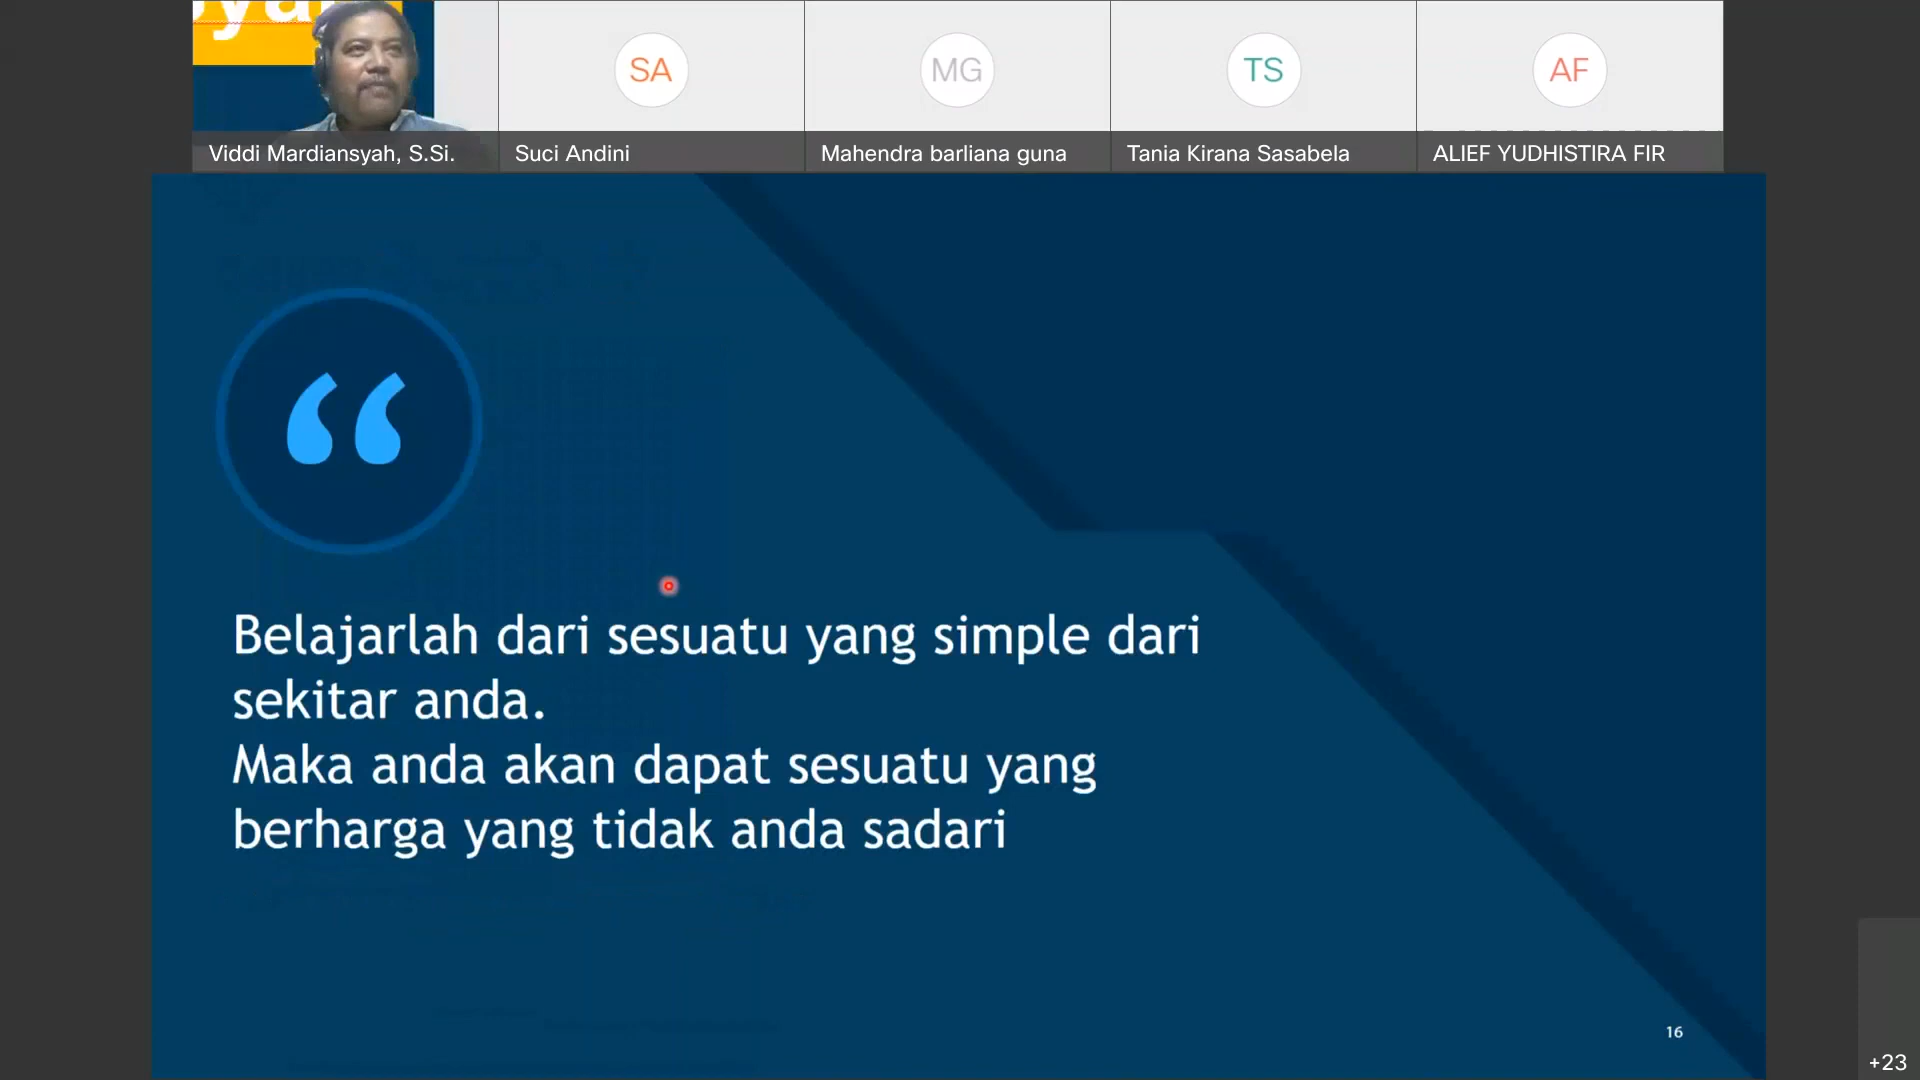 SA
MG
TS
AF
Viddi Mardiansyah, S.Si.
Suci Andini
Mahendra barliana guna
Tania Kirana Sasabela
ALIEF YUDHISTIRA FIR
“
Belajarlah dari sesuatu yang simple dari
sekitar anda.
Maka anda akan dapat sesuatu yang
berharga yang tidak anda sadari
16
+23